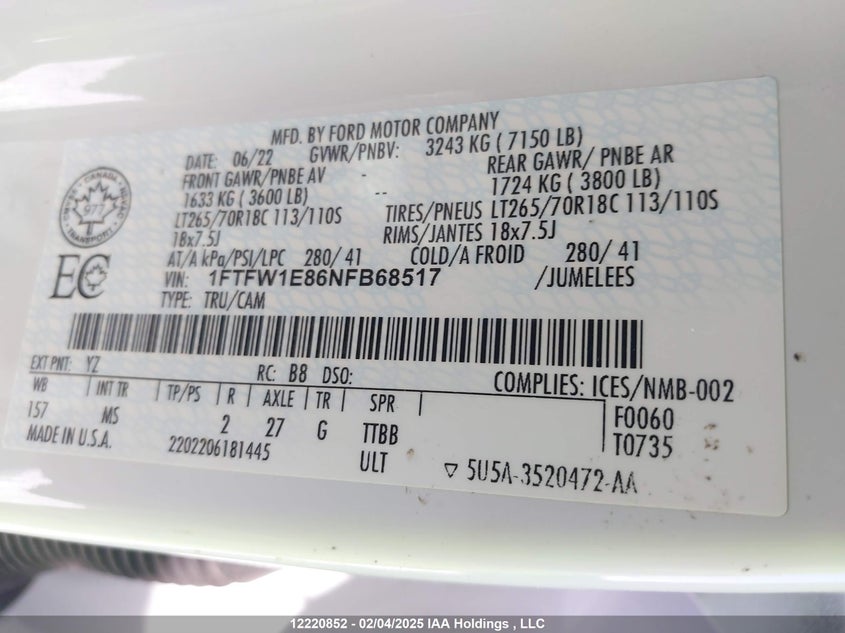 MFD. BY FORD MOTOR COMPANY
DATE: 06/22 GVWR/PNBV: 3243 KG ( 7150 LB)
FRONT GAWR/PNBE AV - REAR GAWR/ PNBE AR
1633 KG ( 3600 LB) -- 1724 KG ( 3800 LB)
LT265/70R18C 113/110S TIRES/PNEUS LT265/70R18C 113/110S
18x7.5J RIMS/JANTES 18x7.5J
AT/A kPa/PSI/LPC 280/ 41 COLD/A FROID 280/ 41
VIN: 1FTFW1E86NFB68517 /JUMELEES
TYPE: TRU/CAM
CANADA
977
TRANSPORT
EC
EXT PNT: YZ RC: B8 DSO: COMPLIES: ICES/NMB-002
WB INT TR TP/PS R AXLE TR SPR F0060
157 MS 2 27 G TTBB T0735
MADE IN U.S.A. 2202206181445 ULT ▽ 5U5A-3520472-AA
12220852 - 02/04/2025 IAA Holdings , LLC